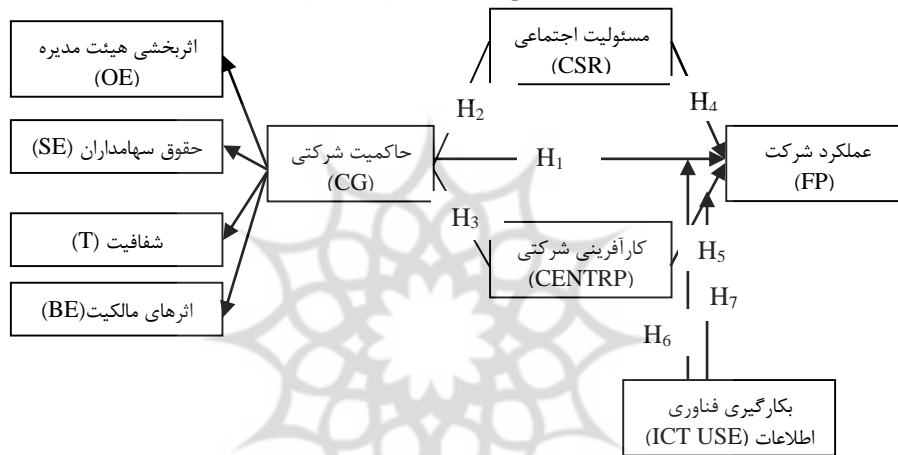 اثربخشی هیئت مدیره
(OE)
حقوق سهامداران (SE)
شفافیت (T)
اثرهای مالکیت(BE)
حاکمیت شرکتی
(CG)
مسئولیت اجتماعی
(CSR)
کارآفرینی شرکتی
(CENTRP)
عملکرد شرکت
(FP)
بکارگیری فناوری
اطلاعات (ICT USE)
H2
H4
H1
H3
H5
H7
H6